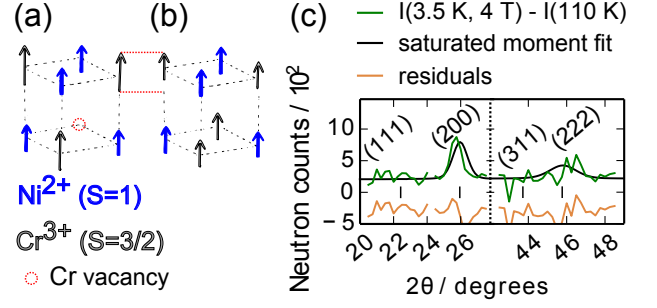 (a)
(b)
(c)
I(3.5 K, 4 T) - I(110 K)
saturated moment fit
residuals
Ni2+ (S=1)
Cr3+ (S=3/2)
Cr vacancy
Neutron counts / 10²
10
5
0
−5
(111)
(200)
(311)
(222)
20
22
24
26
44
46
48
2θ / degrees